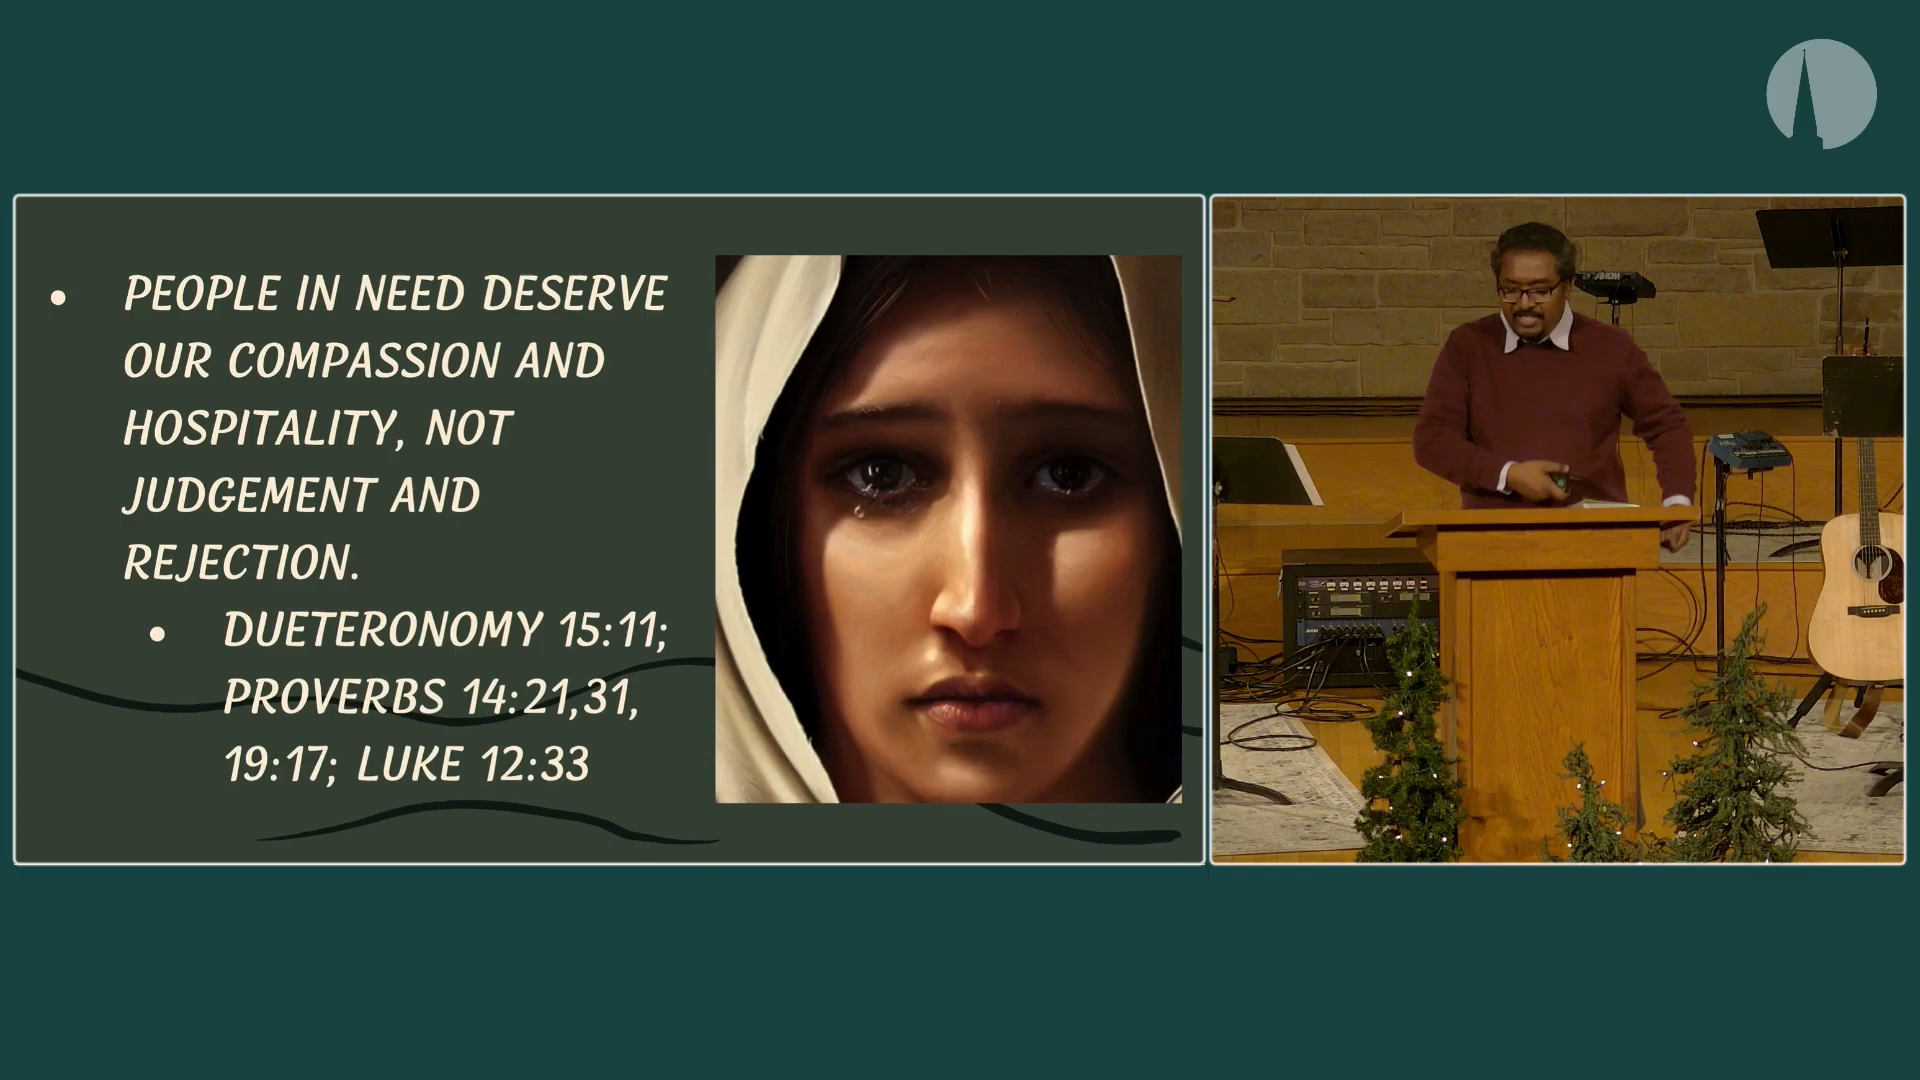 • PEOPLE IN NEED DESERVE
OUR COMPASSION AND
HOSPITALITY, NOT
JUDGEMENT AND
REJECTION.
• DUETERONOMY 15:11;
PROVERBS 14:21,31,
19:17; LUKE 12:33
AVIOM